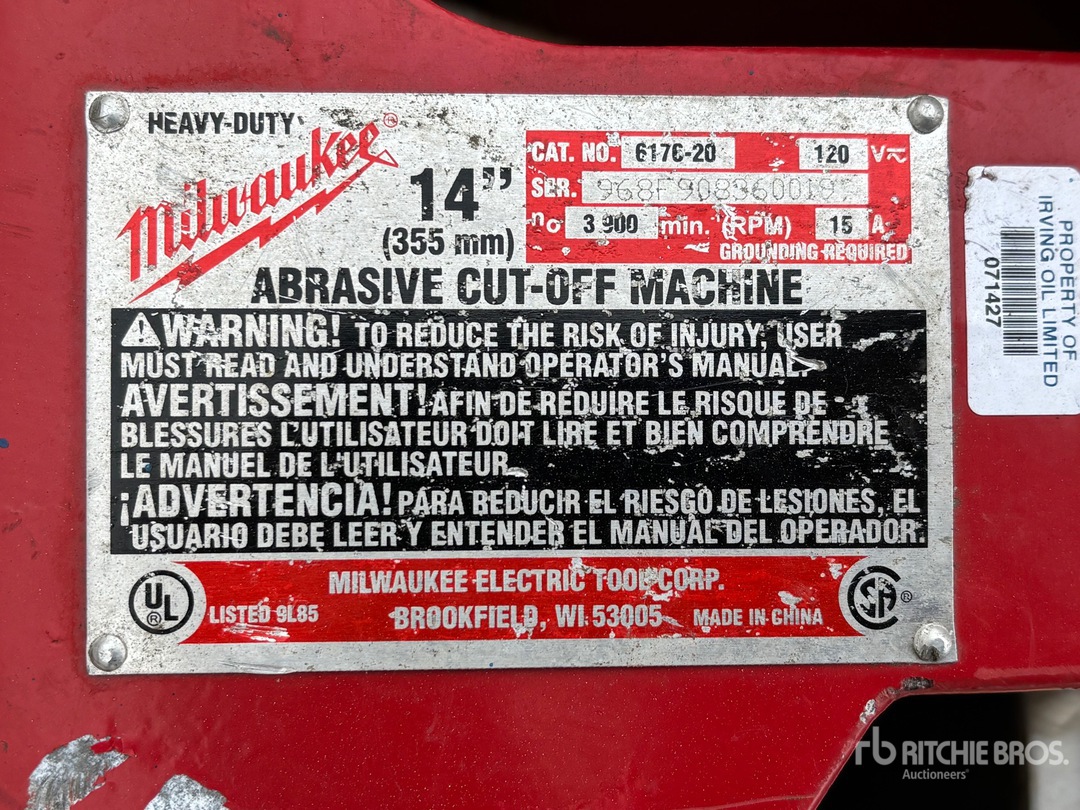 HEAVY-DUTY
Milwaukee®
14"
(355 mm)
CAT. NO. 6176-20 120 V
SER.
no 3 900 min. (RPM) 15 A
GROUNDING REQUIRED
ABRASIVE CUT-OFF MACHINE
WARNING! TO REDUCE THE RISK OF INJURY, USER
MUST READ AND UNDERSTAND OPERATOR'S MANUAL.
AVERTISSEMENT! AFIN DE REDUIRE LE RISQUE DE
BLESSURES L'UTILISATEUR DOIT LIRE ET BIEN COMPRENDRE
LE MANUEL DE L'UTILISATEUR.
¡ADVERTENCIA! PARA REDUCIR EL RIESGO DE LESIONES, EL
USUARIO DEBE LEER Y ENTENDER EL MANUAL DEL OPERADOR.
UL®
LISTED 9L85
MILWAUKEE ELECTRIC TOOL CORP.
BROOKFIELD, WI 53005 MADE IN CHINA
CSA®
PROPERTY OF
IRVING OIL LIMITED
071427
rb RITCHIE BROS.
Auctioneers®